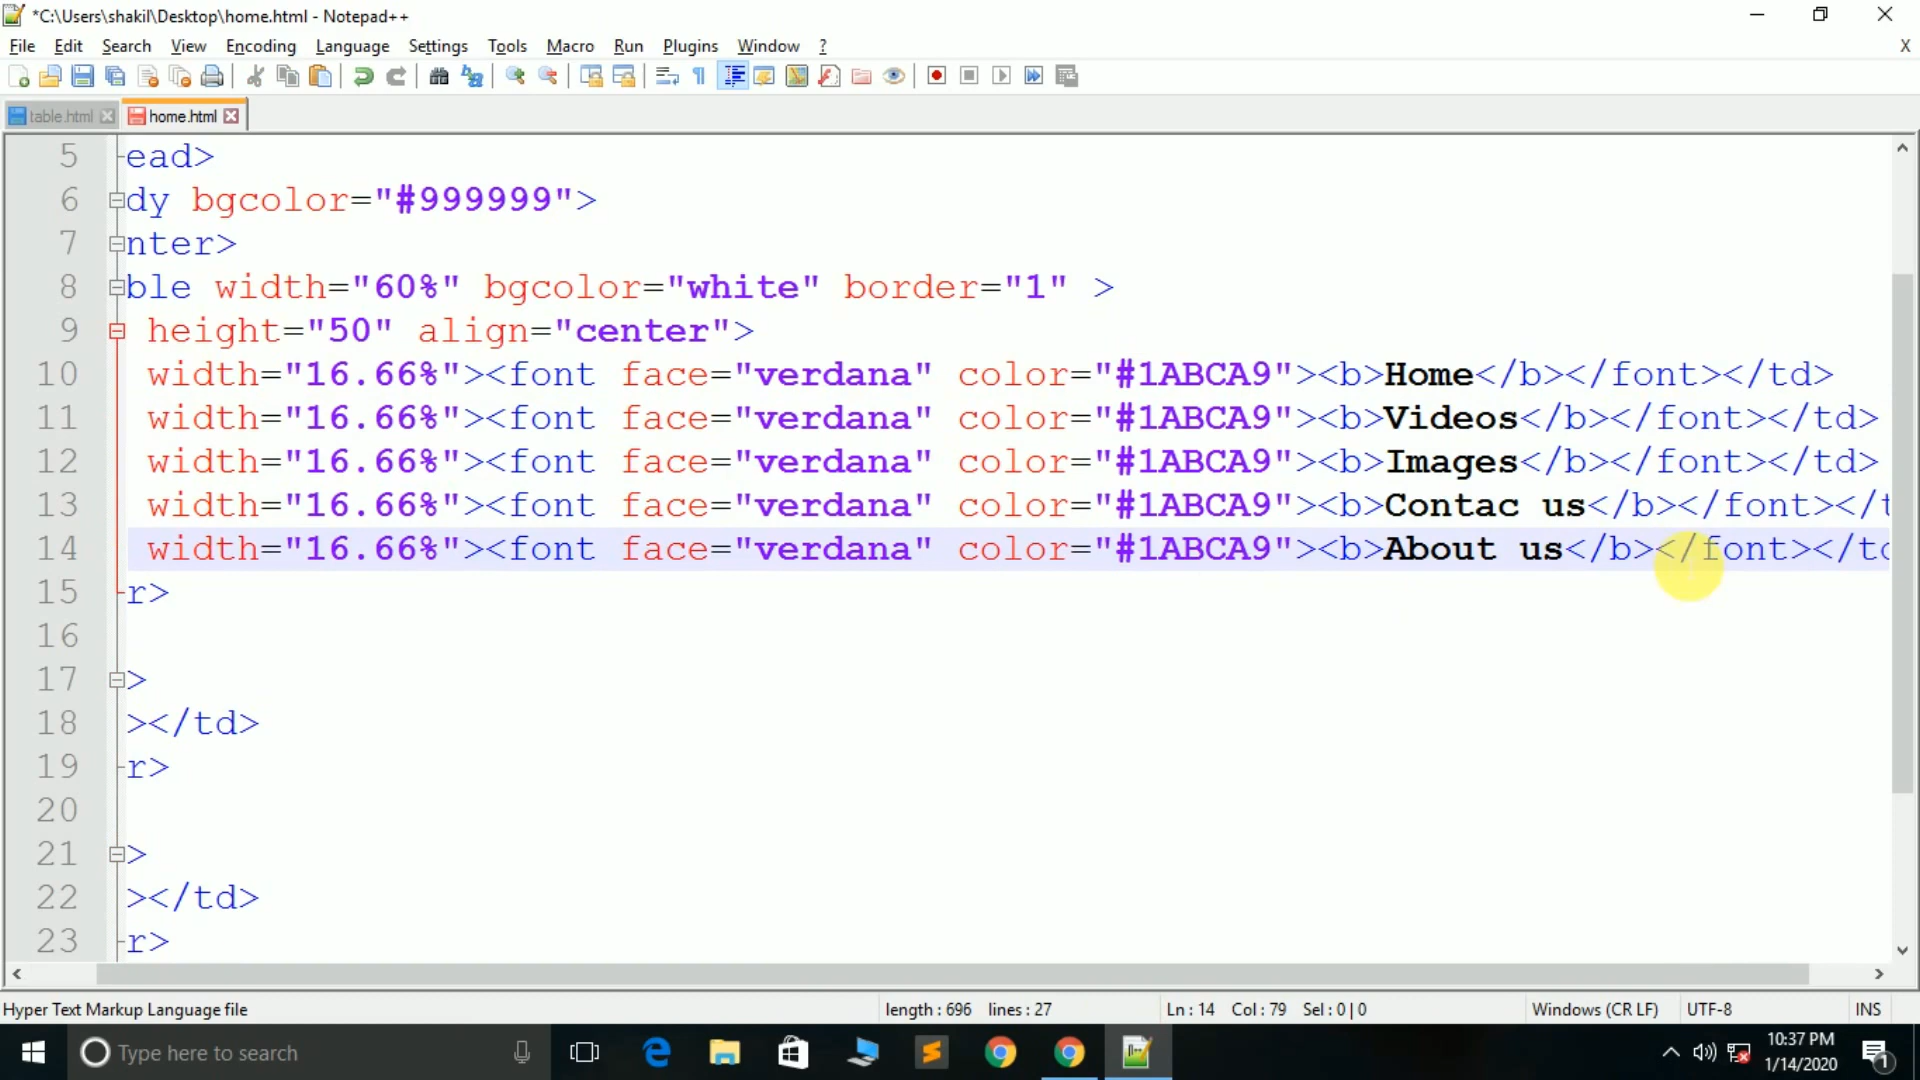 *C:\Users\shakil\Desktop\home.html - Notepad++
File Edit Search View Encoding Language Settings Tools Macro Run Plugins Window ? X
table.html home.html
5 ead>
6 dy bgcolor="#999999">
7 nter>
8 ble width="60%" bgcolor="white" border="1" >
9 height="50" align="center">
10 width="16.66%"><font face="verdana" color="#1ABCA9"><b>Home</b></font></td>
11 width="16.66%"><font face="verdana" color="#1ABCA9"><b>Videos</b></font></td>
12 width="16.66%"><font face="verdana" color="#1ABCA9"><b>Images</b></font></td>
13 width="16.66%"><font face="verdana" color="#1ABCA9"><b>Contac us</b></font></t
14 width="16.66%"><font face="verdana" color="#1ABCA9"><b>About us</b></font></td
15 r>
16
17 >
18 ></td>
19 r>
20
21 >
22 ></td>
23 r>
Hyper Text Markup Language file length : 696 lines : 27 Ln : 14 Col : 79 Sel : 0 | 0 Windows (CR LF) UTF-8 INS
Type here to search 10:37 PM
1/14/2020 1